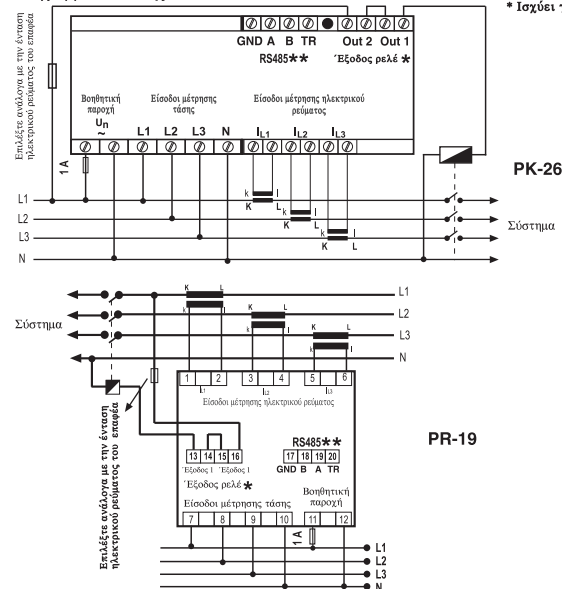 * Ισχύει
GND A B TR Out 2 Out 1
RS485** Έξοδος ρελέ *
Επιλέξτε ανάλογα με την ένταση
ηλεκτρικού ρεύματος του επαφέα
Βοηθητική
παροχή
Un
~
Είσοδοι μέτρησης
τάσης
Είσοδοι μέτρησης ηλεκτρικού
ρεύματος
L1 L2 L3 N IL1 IL2 IL3
1 A
PK-26
L1
L2
L3
N
k l
K L
k l
K L
k l
K L
Σύστημα
Σύστημα
K L
k l
K L
k l
K L
k l
L1
L2
L3
N
1 2 3 4 5 6
IL1 IL2 IL3
Είσοδοι μέτρησης ηλεκτρικού ρεύματος
PR-19
RS485**
13 14 15 16 17 18 19 20
Έξοδος 1 Έξοδος 1 GND B A TR
Έξοδος ρελέ*
Βοηθητική
παροχή
Είσοδοι μέτρησης τάσης
7 8 9 10 11 12
Επιλέξτε ανάλογα με την ένταση
ηλεκτρικού ρεύματος του επαφέα
1 A
L1
L2
L3
N